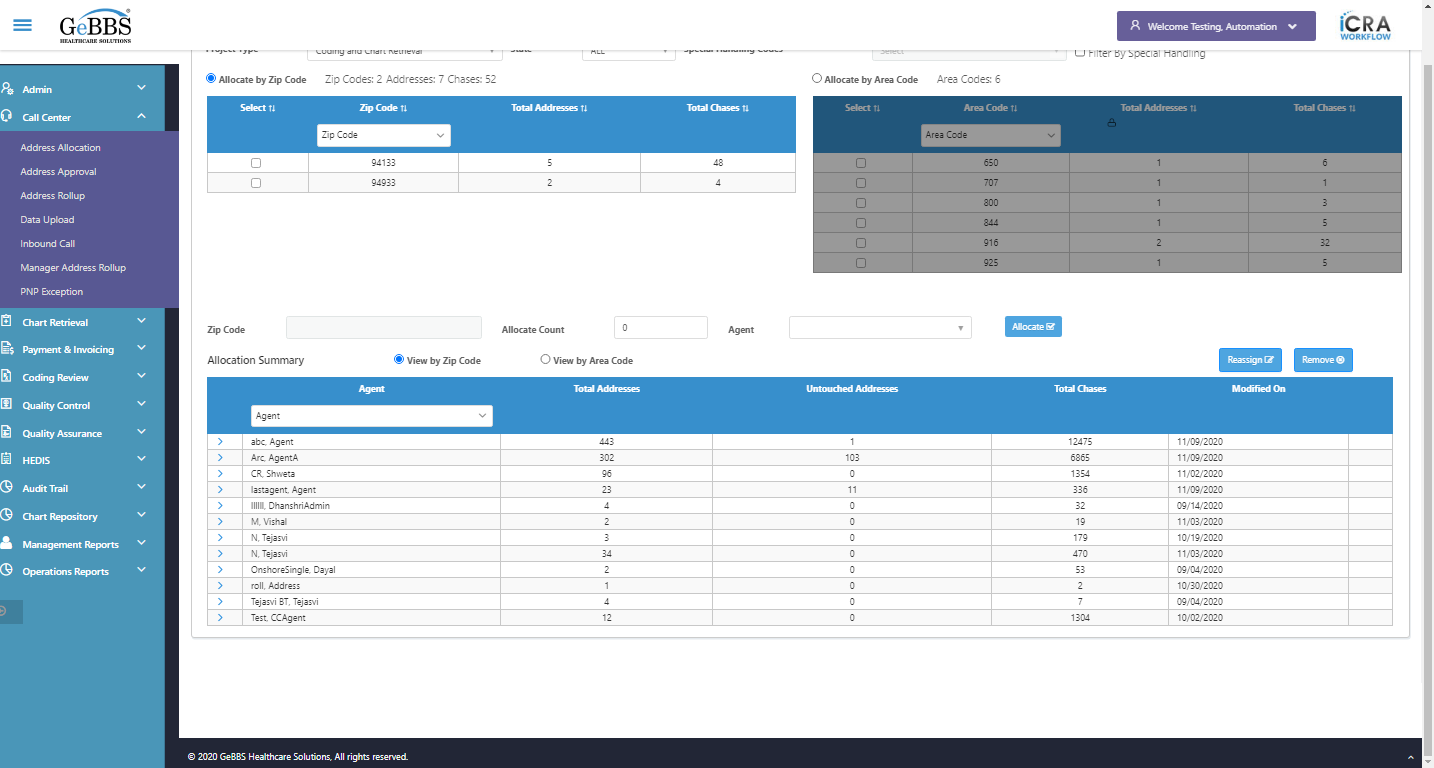 GeBBS
HEALTHCARE SOLUTIONS
Welcome Testing, Automation
iCRA
WORKFLOW
Project Type
Coding and Chart Retrieval
State
ALL
Special Handling Codes
Select
Filter By Special Handling
Admin
Call Center
Address Allocation
Address Approval
Address Rollup
Data Upload
Inbound Call
Manager Address Rollup
PNP Exception
Chart Retrieval
Payment & Invoicing
Coding Review
Quality Control
Quality Assurance
HEDIS
Audit Trail
Chart Repository
Management Reports
Operations Reports
Allocate by Zip Code Zip Codes: 2 Addresses: 7 Chases: 52
Select Zip Code Total Addresses Total Chases
Zip Code
94133 5 48
94933 2 4
Allocate by Area Code Area Codes: 6
Select Area Code Total Addresses Total Chases
Area Code
650 1 6
707 1 1
800 1 3
844 1 5
916 2 32
925 1 5
Zip Code Allocate Count 0 Agent Allocate
Allocation Summary View by Zip Code View by Area Code Reassign Remove
Agent Total Addresses Untouched Addresses Total Chases Modified On
Agent
abc, Agent 443 1 12475 11/09/2020
Arc, AgentA 302 103 6865 11/09/2020
CR, Shweta 96 0 1354 11/02/2020
lastagent, Agent 23 11 336 11/09/2020
DhanshriAdmin 4 0 32 09/14/2020
M, Vishal 2 0 19 11/03/2020
N, Tejasvi 3 0 179 10/19/2020
N, Tejasvi 34 0 470 11/03/2020
OnshoreSingle, Dayal 2 0 53 09/04/2020
roll, Address 1 0 2 10/30/2020
Tejasvi BT, Tejasvi 4 0 7 09/04/2020
Test, CCAgent 12 0 1304 10/02/2020
© 2020 GeBBS Healthcare Solutions, All rights reserved.